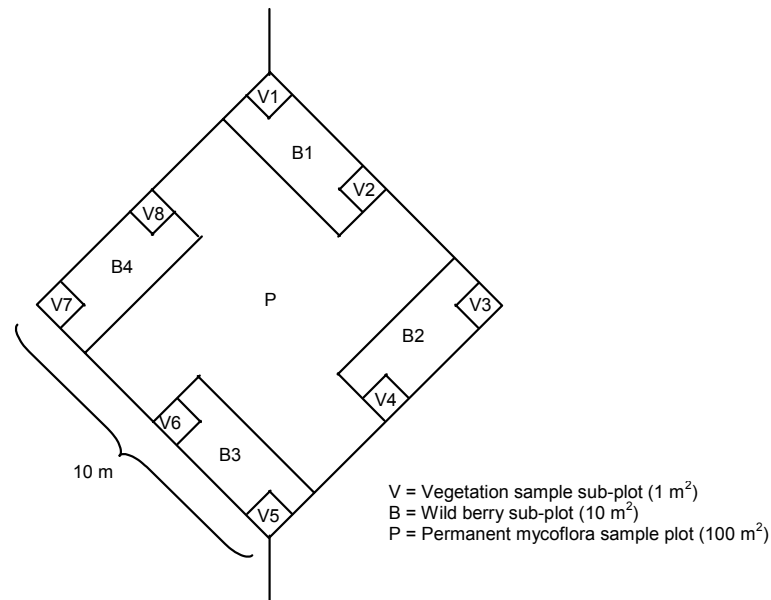 V1
B1
V2
V8
B4
P
V7
V3
B2
V4
V6
B3
V5
10 m
V = Vegetation sample sub-plot (1 m²)
B = Wild berry sub-plot (10 m²)
P = Permanent mycoflora sample plot (100 m²)